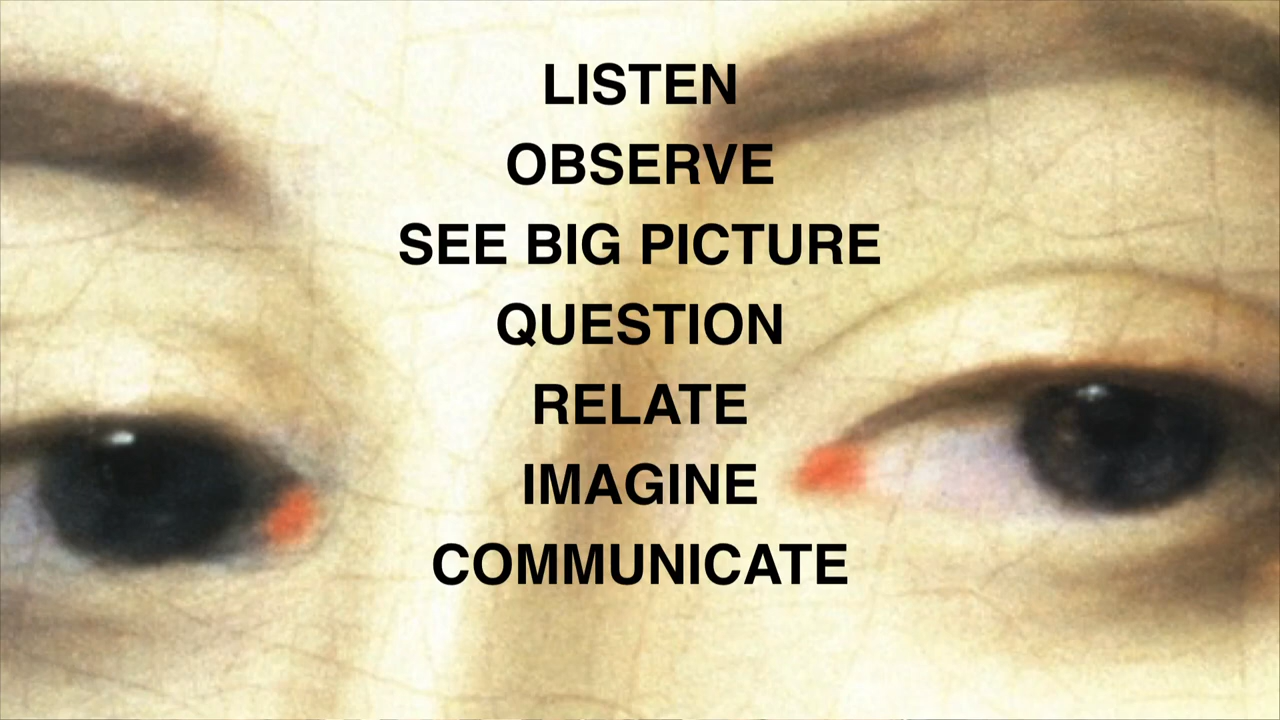 LISTEN
OBSERVE
SEE BIG PICTURE
QUESTION
RELATE
IMAGINE
COMMUNICATE